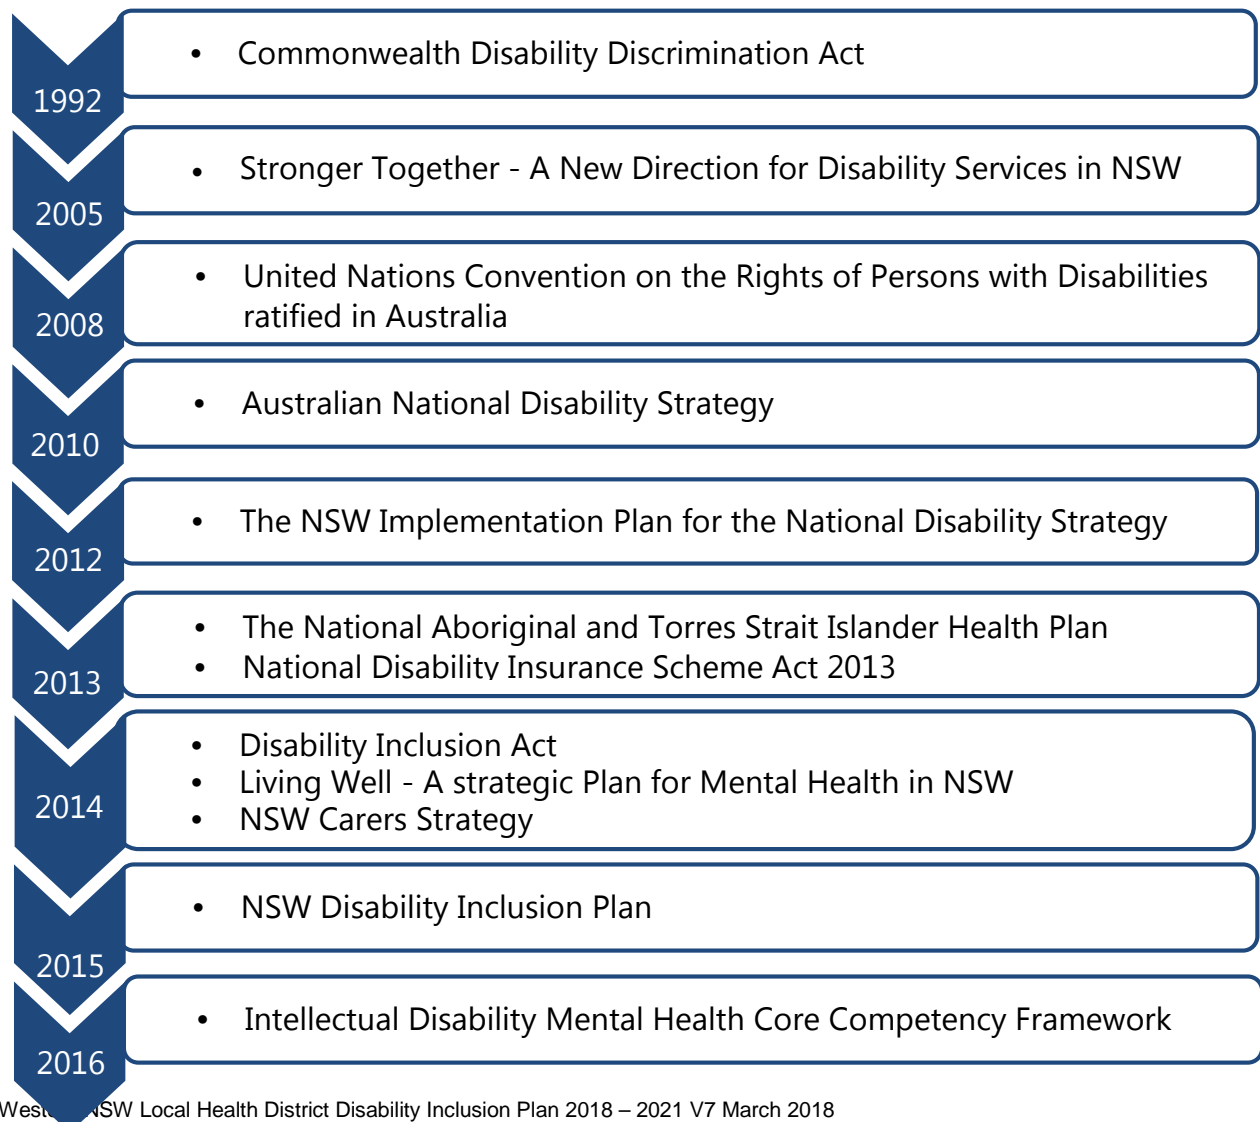 1992
• Commonwealth Disability Discrimination Act
2005
• Stronger Together - A New Direction for Disability Services in NSW
2008
• United Nations Convention on the Rights of Persons with Disabilities
ratified in Australia
2010
• Australian National Disability Strategy
2012
• The NSW Implementation Plan for the National Disability Strategy
2013
• The National Aboriginal and Torres Strait Islander Health Plan
• National Disability Insurance Scheme Act 2013
2014
• Disability Inclusion Act
• Living Well - A strategic Plan for Mental Health in NSW
• NSW Carers Strategy
2015
• NSW Disability Inclusion Plan
2016
• Intellectual Disability Mental Health Core Competency Framework
NSW Local Health District Disability Inclusion Plan 2018 – 2021 V7 March 2018